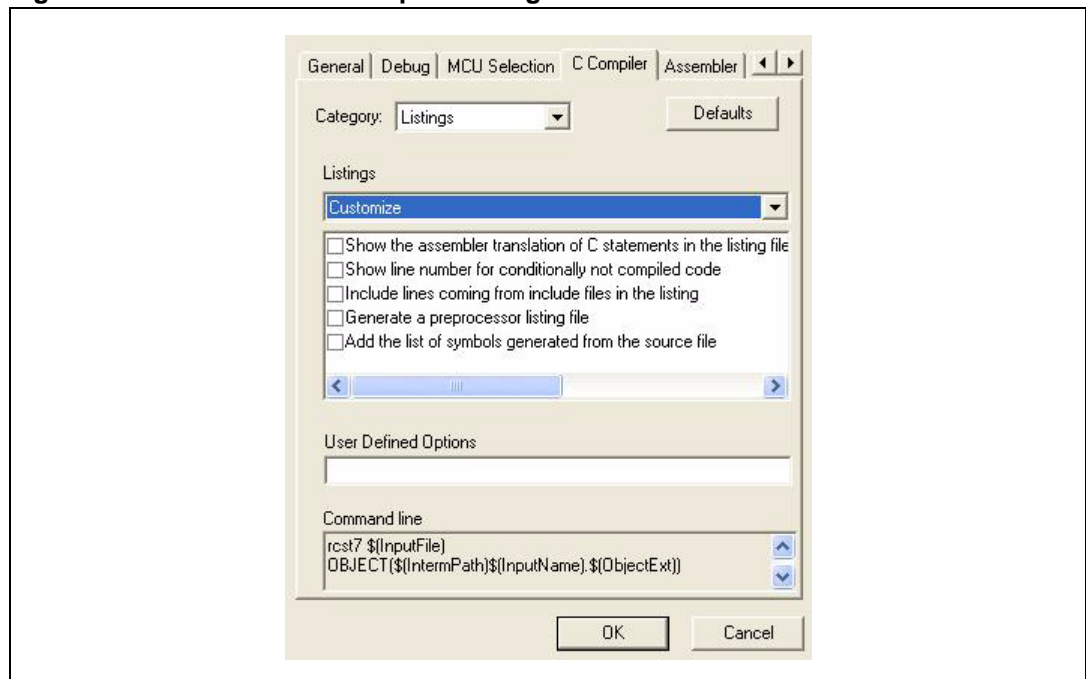 General Debug MCU Selection C Compiler Assembler
Category: Listings Defaults
Listings
Customize
Show the assembler translation of C statements in the listing file
Show line number for conditionally not compiled code
Include lines coming from include files in the listing
Generate a preprocessor listing file
Add the list of symbols generated from the source file
User Defined Options
Command line
rcst7 $(InputFile)
OBJECT($(IntermPath)$(InputName).$(ObjectExt))
OK Cancel